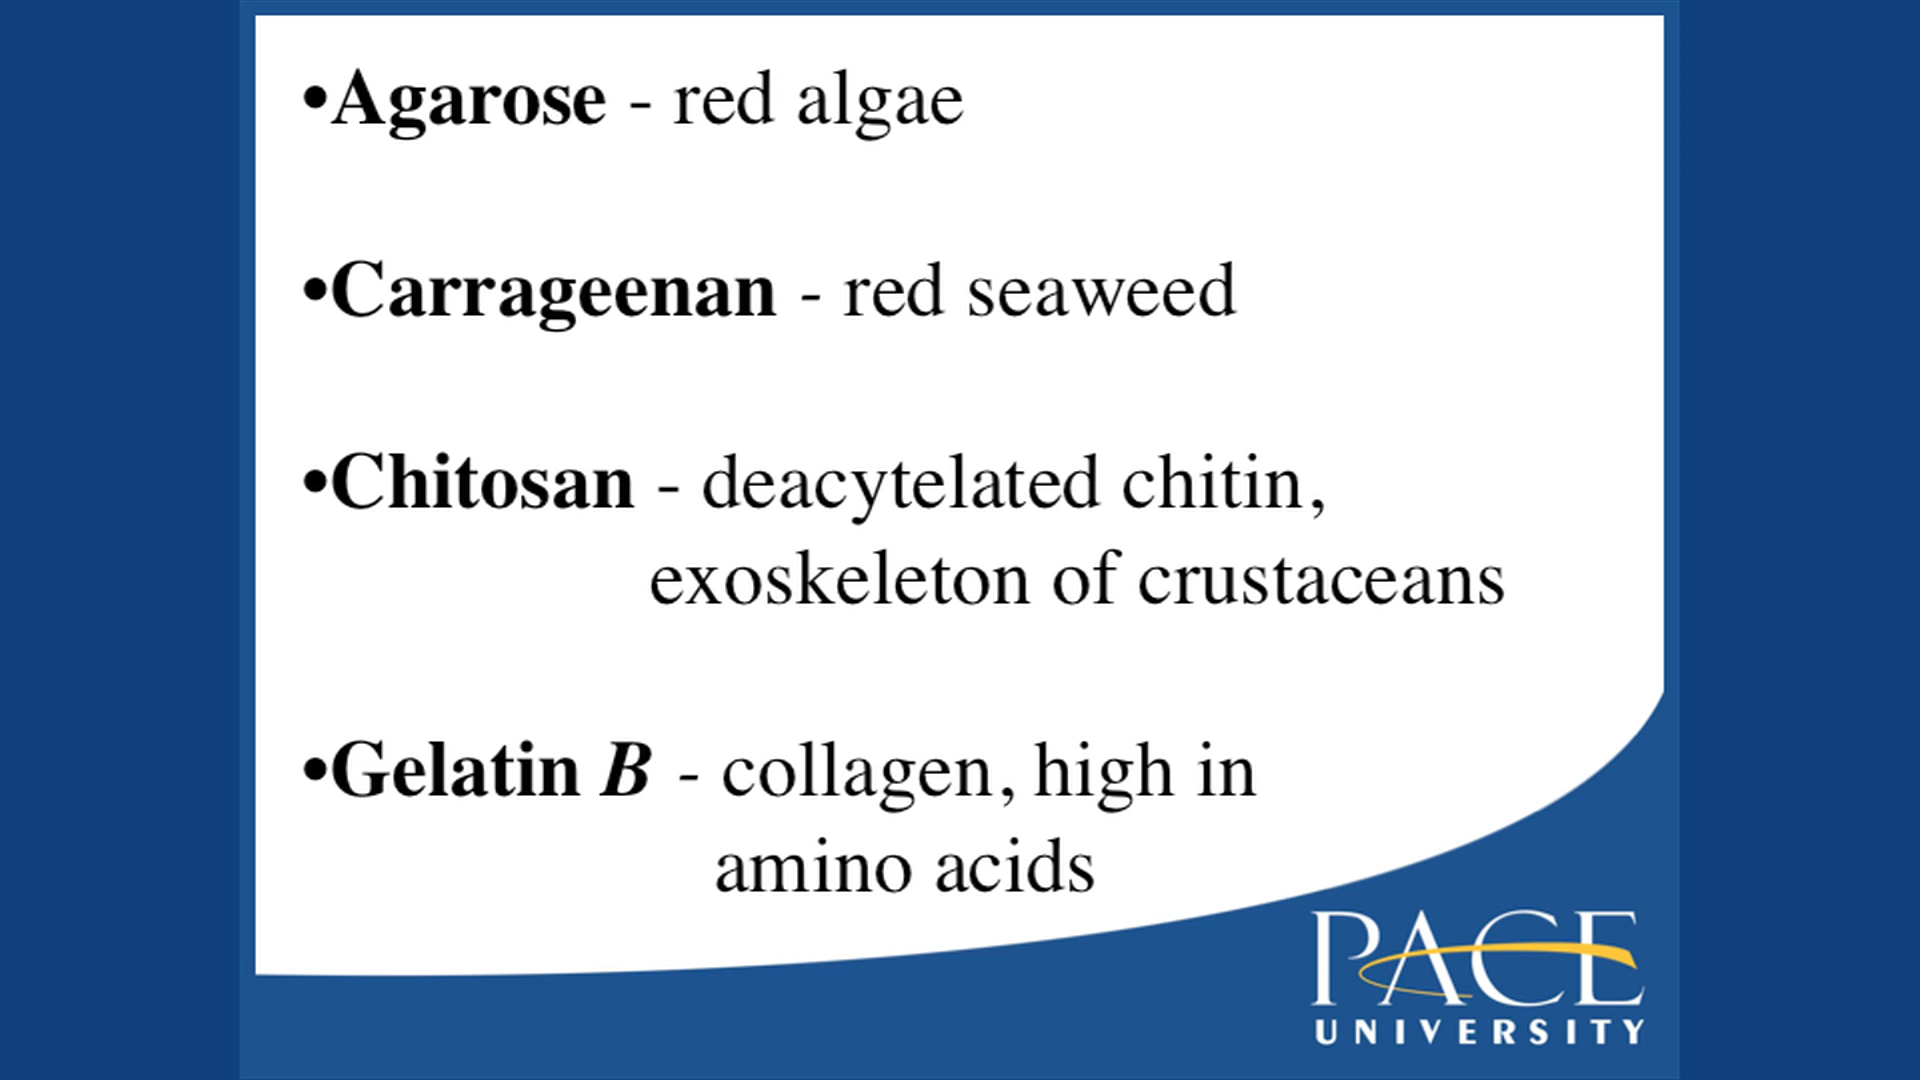 •Agarose - red algae
•Carrageenan - red seaweed
•Chitosan - deacytelated chitin,
exoskeleton of crustaceans
•Gelatin B - collagen, high in
amino acids
PACE
UNIVERSITY